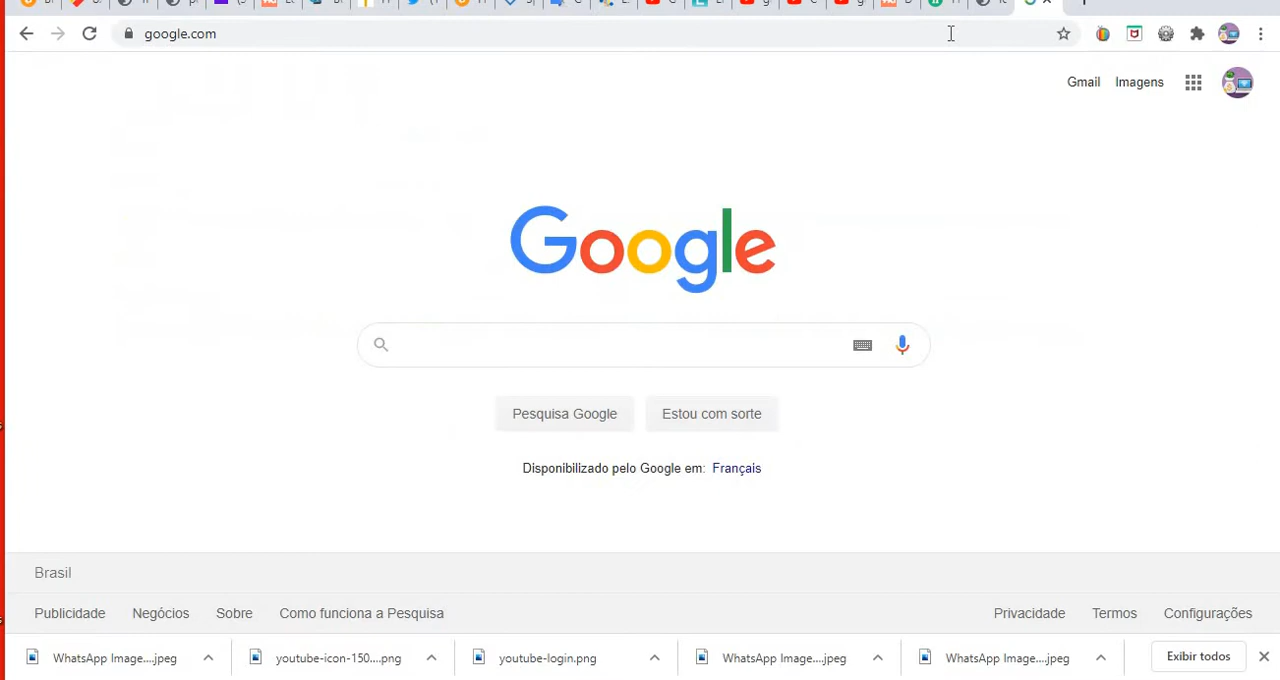 google.com
Gmail Imagens
Google
Pesquisa Google Estou com sorte
Disponibilizado pelo Google em: Français
Brasil
Publicidade Negócios Sobre Como funciona a Pesquisa Privacidade Termos Configurações
WhatsApp Image....jpeg youtube-icon-150....png youtube-login.png WhatsApp Image....jpeg WhatsApp Image....jpeg Exibir todos